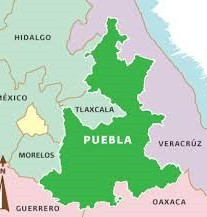 HIDALGO
MÉXICO
TLAXCALA
PUEBLA
VERACRÚZ
MORELOS
N
GUERRERO
OAXACA